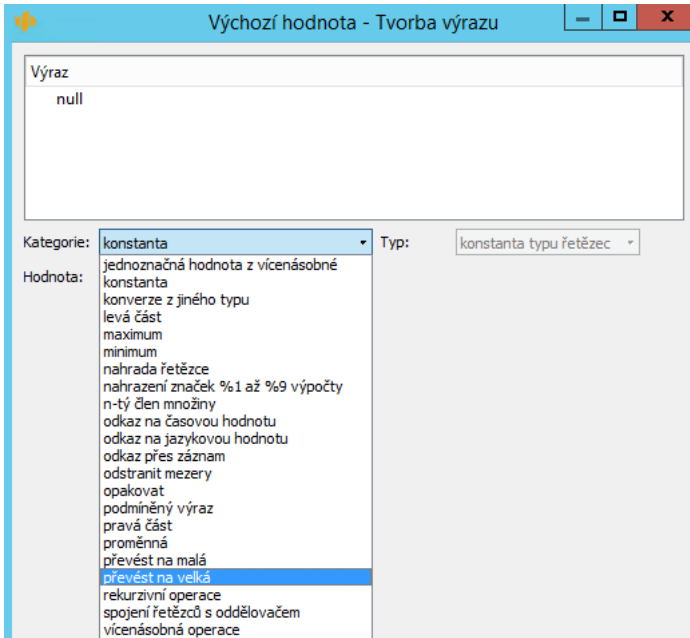 Výchozí hodnota - Tvorba výrazu
Výraz
null
Kategorie: konstanta Typ: konstanta typu řetězec
Hodnota:
jednoznačná hodnota z vícenásobné
konstanta
konverze z jiného typu
levá část
maximum
minimum
nahrada řetězce
nahrazení značek %1 až %9 výpočty
n-tý člen množiny
odkaz na časovou hodnotu
odkaz na jazykovou hodnotu
odkaz přes záznam
odstranit mezery
opakovat
podmíněný výraz
pravá část
proměnná
převést na malá
převést na velká
rekurzivní operace
spojení řetězců s oddělovačem
vícenásobná operace